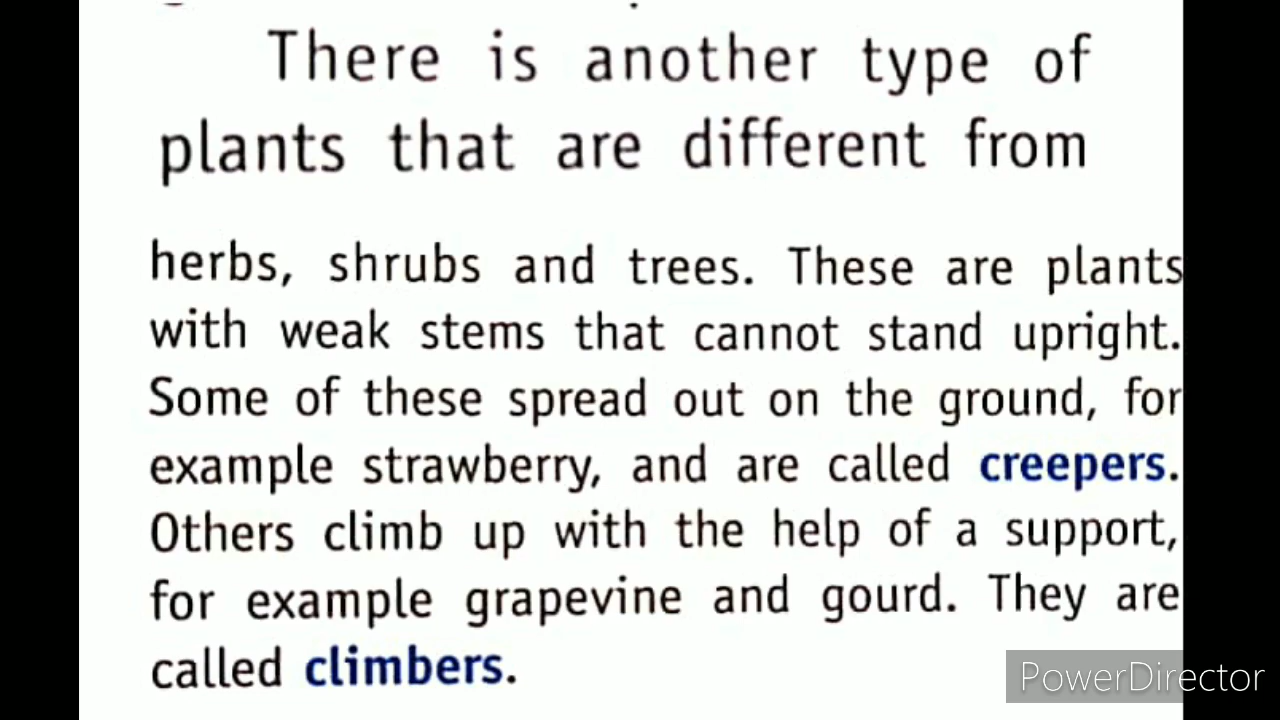 There is another type of
plants that are different from
herbs, shrubs and trees. These are plants
with weak stems that cannot stand upright.
Some of these spread out on the ground, for
example strawberry, and are called creepers.
Others climb up with the help of a support,
for example grapevine and gourd. They are
called climbers.
PowerDirector